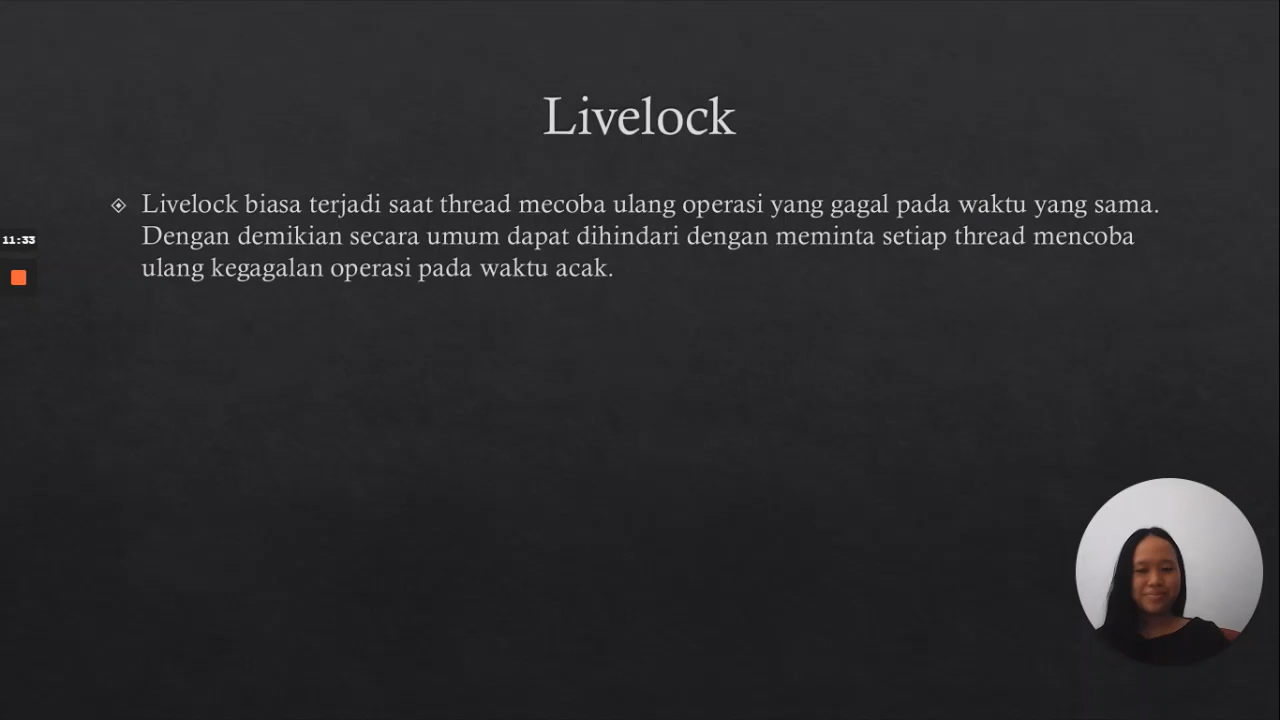 Livelock
Livelock biasa terjadi saat thread mecoba ulang operasi yang gagal pada waktu yang sama.
Dengan demikian secara umum dapat dihindari dengan meminta setiap thread mencoba
ulang kegagalan operasi pada waktu acak.
11:33